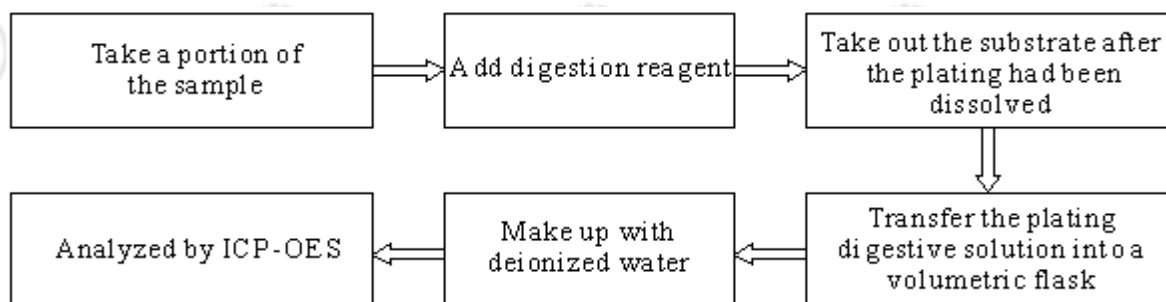 Take a portion of
the sample
Add digestion reagent
Take out the substrate after
the plating had been
dissolved
Transfer the plating
digestive solution into a
volumetric flask
Make up with
deionized water
Analyzed by ICP-OES